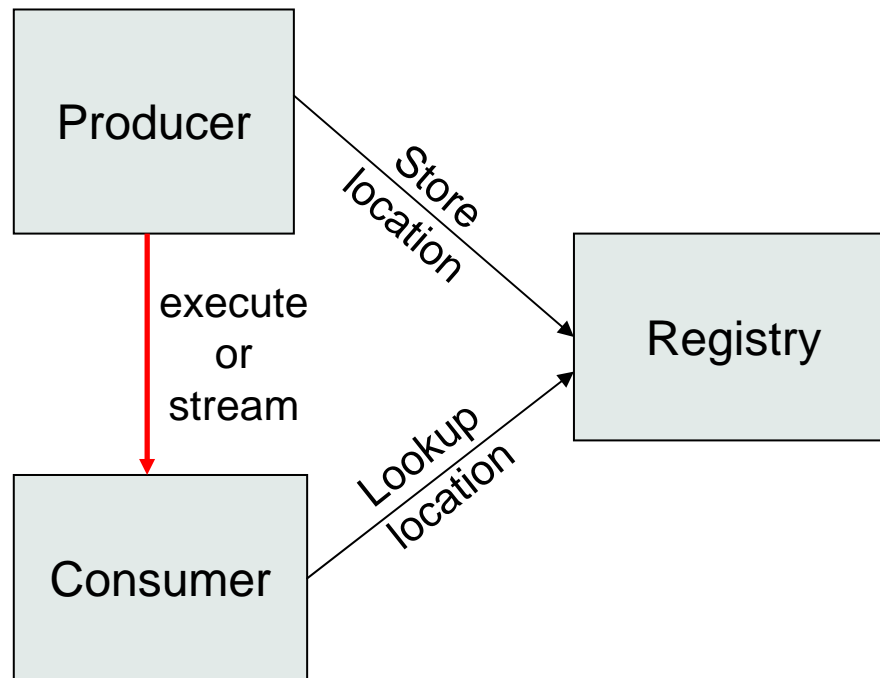 Producer
Store
location
execute
or
stream
Registry
Lookup
location
Consumer